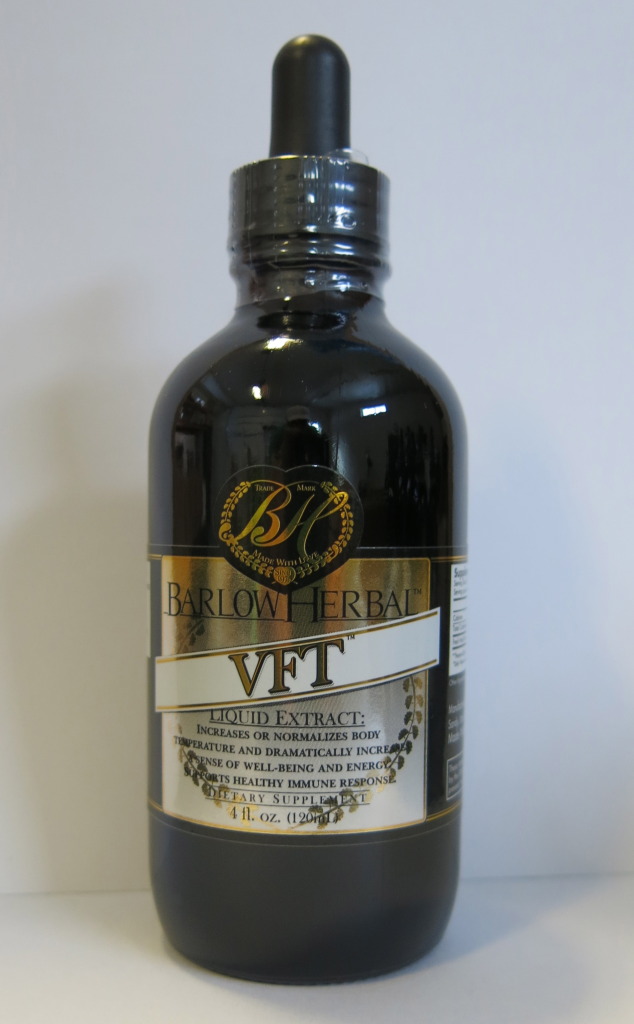 TRADE MARK
BH
MADE WITH LOVE
BARLOW HERBAL™
VFT™
LIQUID EXTRACT:
INCREASES OR NORMALIZES BODY
TEMPERATURE AND DRAMATICALLY INCREASES
SENSE OF WELL-BEING AND ENERGY
SUPPORTS HEALTHY IMMUNE RESPONSE.
DIETARY SUPPLEMENT
4 fl. oz. (120mL)